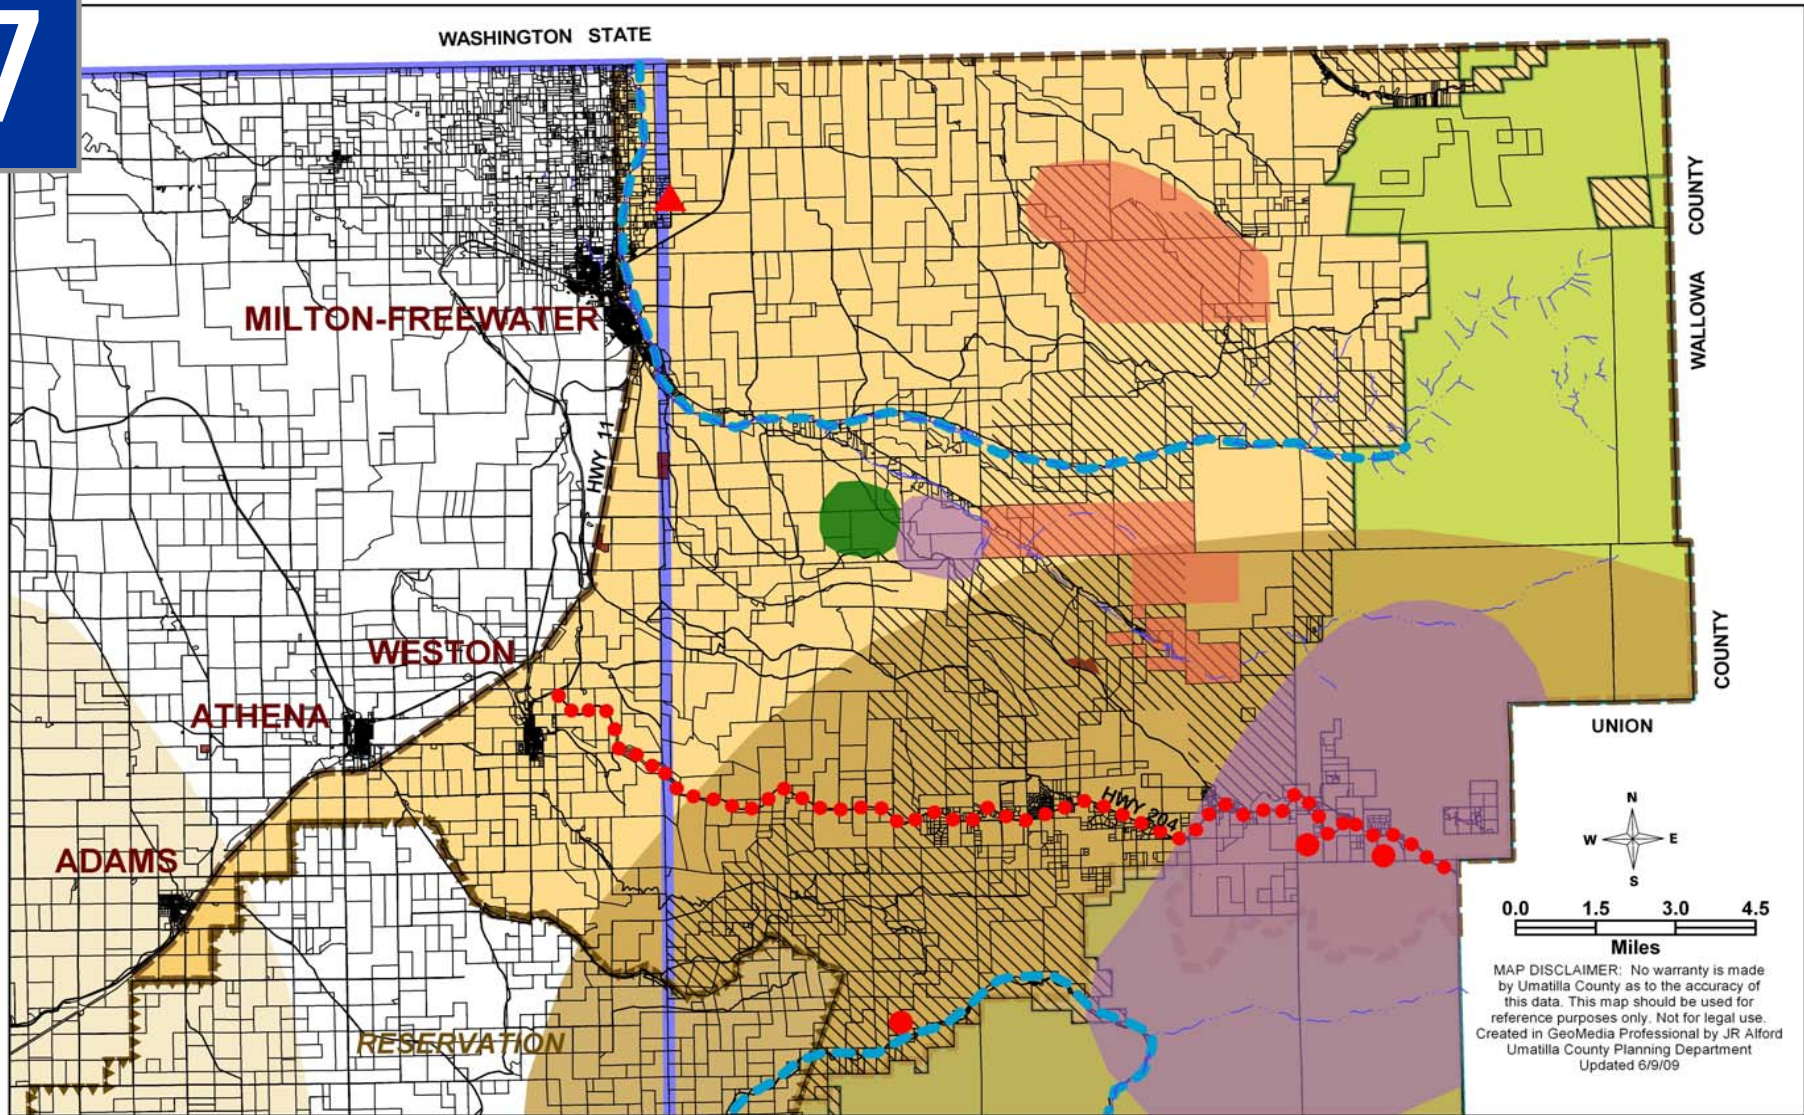 7
WASHINGTON STATE
WALLOWA COUNTY
MILTON-FREEWATER
HWY 11
WESTON
ATHENA
ADAMS
HWY 204
RESERVATION
UNION COUNTY
N
W E
S
0.0 1.5 3.0 4.5
Miles
MAP DISCLAIMER: No warranty is made
by Umatilla County as to the accuracy of
this data. This map should be used for
reference purposes only. Not for legal use.
Created in GeoMedia Professional by JR Alford
Umatilla County Planning Department
Updated 6/9/09